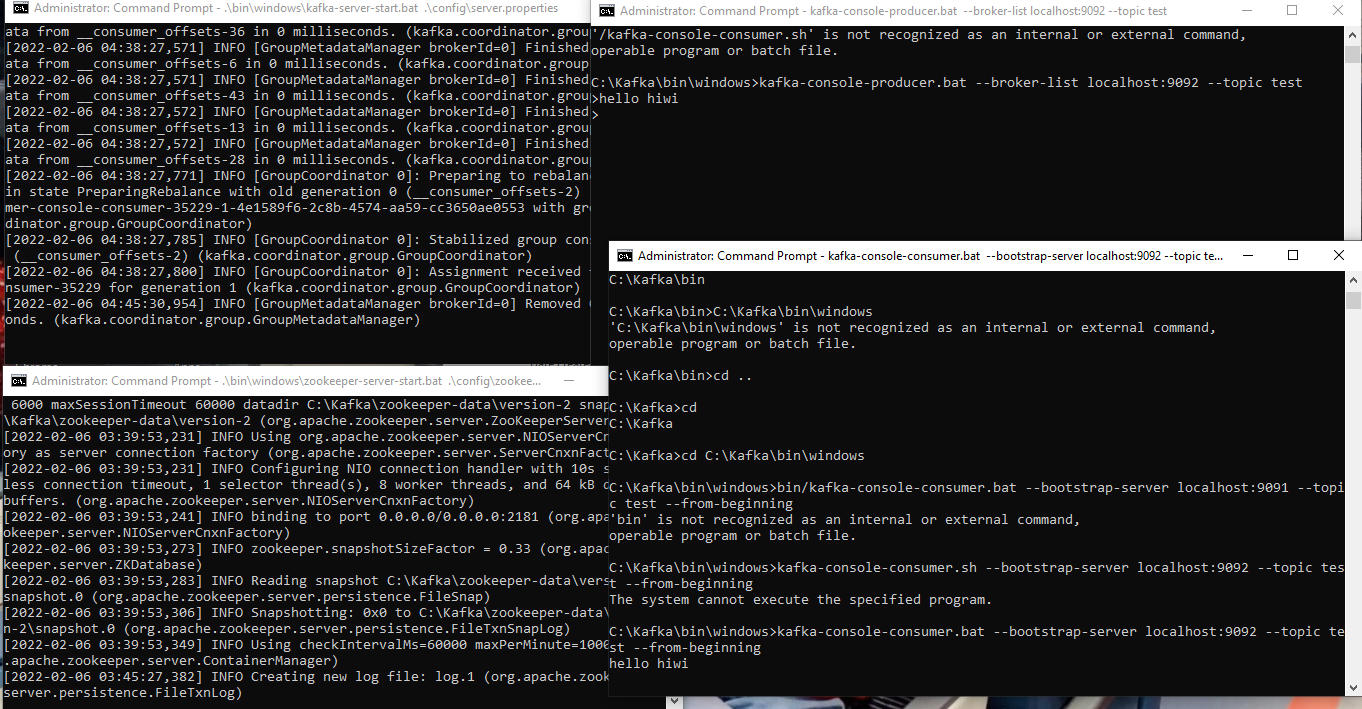 Administrator: Command Prompt - .\bin\windows\kafka-server-start.bat .\config\server.properties
ata from __consumer_offsets-36 in 0 milliseconds. (kafka.coordinator.grou
[2022-02-06 04:38:27,571] INFO [GroupMetadataManager brokerId=0] Finished
ata from __consumer_offsets-6 in 0 milliseconds. (kafka.coordinator.group
[2022-02-06 04:38:27,571] INFO [GroupMetadataManager brokerId=0] Finished
ata from __consumer_offsets-43 in 0 milliseconds. (kafka.coordinator.grou
[2022-02-06 04:38:27,572] INFO [GroupMetadataManager brokerId=0] Finished
ata from __consumer_offsets-13 in 0 milliseconds. (kafka.coordinator.grou
[2022-02-06 04:38:27,572] INFO [GroupMetadataManager brokerId=0] Finished
ata from __consumer_offsets-28 in 0 milliseconds. (kafka.coordinator.grou
[2022-02-06 04:38:27,771] INFO [GroupCoordinator 0]: Preparing to rebalan
in state PreparingRebalance with old generation 0 (__consumer_offsets-2)
mer-console-consumer-35229-1-4e1589f6-2c8b-4574-aa59-cc3650ae0553 with gr
dinator.group.GroupCoordinator)
[2022-02-06 04:38:27,785] INFO [GroupCoordinator 0]: Stabilized group con
(__consumer_offsets-2) (kafka.coordinator.group.GroupCoordinator)
[2022-02-06 04:38:27,800] INFO [GroupCoordinator 0]: Assignment received
nsumer-35229 for generation 1 (kafka.coordinator.group.GroupCoordinator)
[2022-02-06 04:45:30,954] INFO [GroupMetadataManager brokerId=0] Removed
onds. (kafka.coordinator.group.GroupMetadataManager)
Administrator: Command Prompt - kafka-console-producer.bat --broker-list localhost:9092 --topic test
'/kafka-console-consumer.sh' is not recognized as an internal or external command,
operable program or batch file.
C:\Kafka\bin\windows>kafka-console-producer.bat --broker-list localhost:9092 --topic test
>hello hiwi
>
Administrator: Command Prompt - .\bin\windows\zookeeper-server-start.bat .\config\zookee...
6000 maxSessionTimeout 60000 datadir C:\Kafka\zookeeper-data\version-2 snap
\Kafka\zookeeper-data\version-2 (org.apache.zookeeper.server.ZooKeeperServer
[2022-02-06 03:39:53,231] INFO Using org.apache.zookeeper.server.NIOServerCn
ory as server connection factory (org.apache.zookeeper.server.ServerCnxnFact
[2022-02-06 03:39:53,231] INFO Configuring NIO connection handler with 10s s
less connection timeout, 1 selector thread(s), 8 worker threads, and 64 kB d
buffers. (org.apache.zookeeper.server.NIOServerCnxnFactory)
[2022-02-06 03:39:53,241] INFO binding to port 0.0.0.0/0.0.0.0:2181 (org.apa
okeeper.server.NIOServerCnxnFactory)
[2022-02-06 03:39:53,273] INFO zookeeper.snapshotSizeFactor = 0.33 (org.apac
keeper.server.ZKDatabase)
[2022-02-06 03:39:53,283] INFO Reading snapshot C:\Kafka\zookeeper-data\vers
snapshot.0 (org.apache.zookeeper.server.persistence.FileSnap)
[2022-02-06 03:39:53,306] INFO Snapshotting: 0x0 to C:\Kafka\zookeeper-data\
n-2\snapshot.0 (org.apache.zookeeper.server.persistence.FileTxnSnapLog)
[2022-02-06 03:39:53,349] INFO Using checkIntervalMs=60000 maxPerMinute=1000
.apache.zookeeper.server.ContainerManager)
[2022-02-06 03:45:27,382] INFO Creating new log file: log.1 (org.apache.zook
server.persistence.FileTxnLog)
Administrator: Command Prompt - kafka-console-consumer.bat --bootstrap-server localhost:9092 --topic te...
C:\Kafka\bin
C:\Kafka\bin>C:\Kafka\bin\windows
'C:\Kafka\bin\windows' is not recognized as an internal or external command,
operable program or batch file.
C:\Kafka\bin>cd ..
C:\Kafka>cd
C:\Kafka
C:\Kafka>cd C:\Kafka\bin\windows
C:\Kafka\bin\windows>bin/kafka-console-consumer.bat --bootstrap-server localhost:9091 --topi
c test --from-beginning
'bin' is not recognized as an internal or external command,
operable program or batch file.
C:\Kafka\bin\windows>kafka-console-consumer.sh --bootstrap-server localhost:9092 --topic tes
t --from-beginning
The system cannot execute the specified program.
C:\Kafka\bin\windows>kafka-console-consumer.bat --bootstrap-server localhost:9092 --topic te
st --from-beginning
hello hiwi